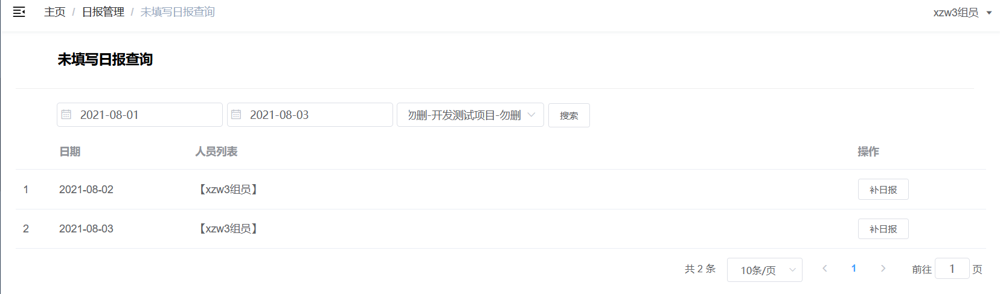 主页 / 日报管理 / 未填写日报查询 xzw3组员
未填写日报查询
2021-08-01 2021-08-03 勿删-开发测试项目-勿删 搜索
日期 人员列表 操作
1 2021-08-02 【xzw3组员】 补日报
2 2021-08-03 【xzw3组员】 补日报
共 2 条 10条/页 1 前往 1 页